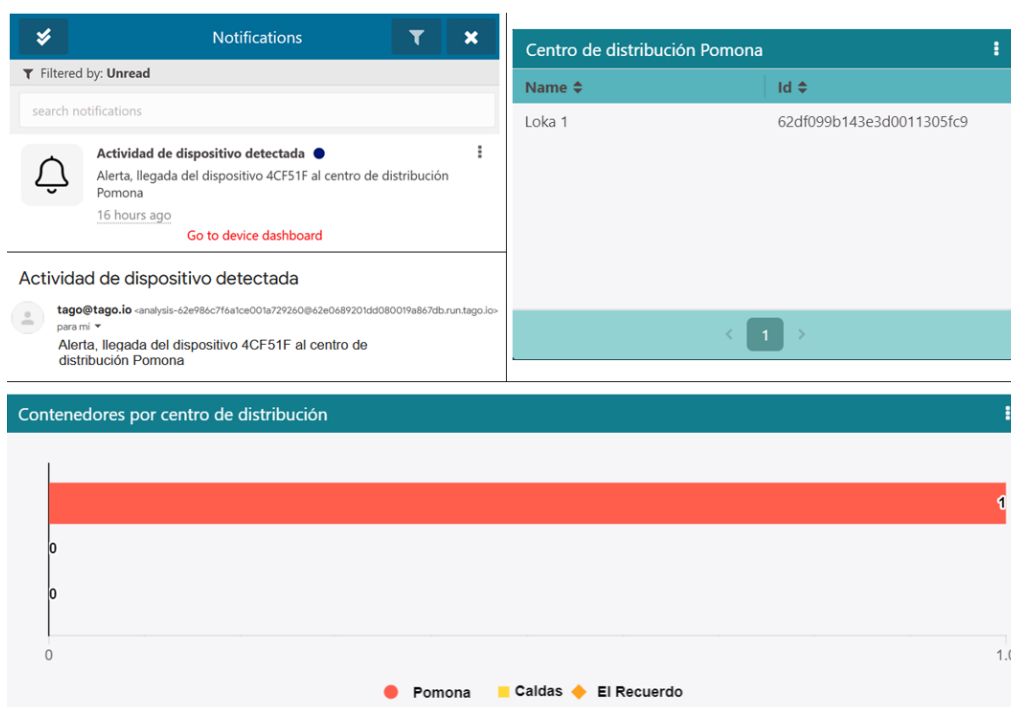 Notifications
Filtered by: Unread
search notifications
Actividad de dispositivo detectada
Alerta, llegada del dispositivo 4CF51F al centro de distribución
Pomona
16 hours ago
Go to device dashboard
Actividad de dispositivo detectada
tago@tago.io <analysis-62e986c7f6a1ce001a729260@62e0689201dd080019a867db.run.tago.io>
para mí
Alerta, llegada del dispositivo 4CF51F al centro de
distribución Pomona
Centro de distribución Pomona
Name Id
Loka 1 62df099b143e3d0011305fc9
< 1 >
Contenedores por centro de distribución
1
0
0
0 1.0
Pomona Caldas El Recuerdo